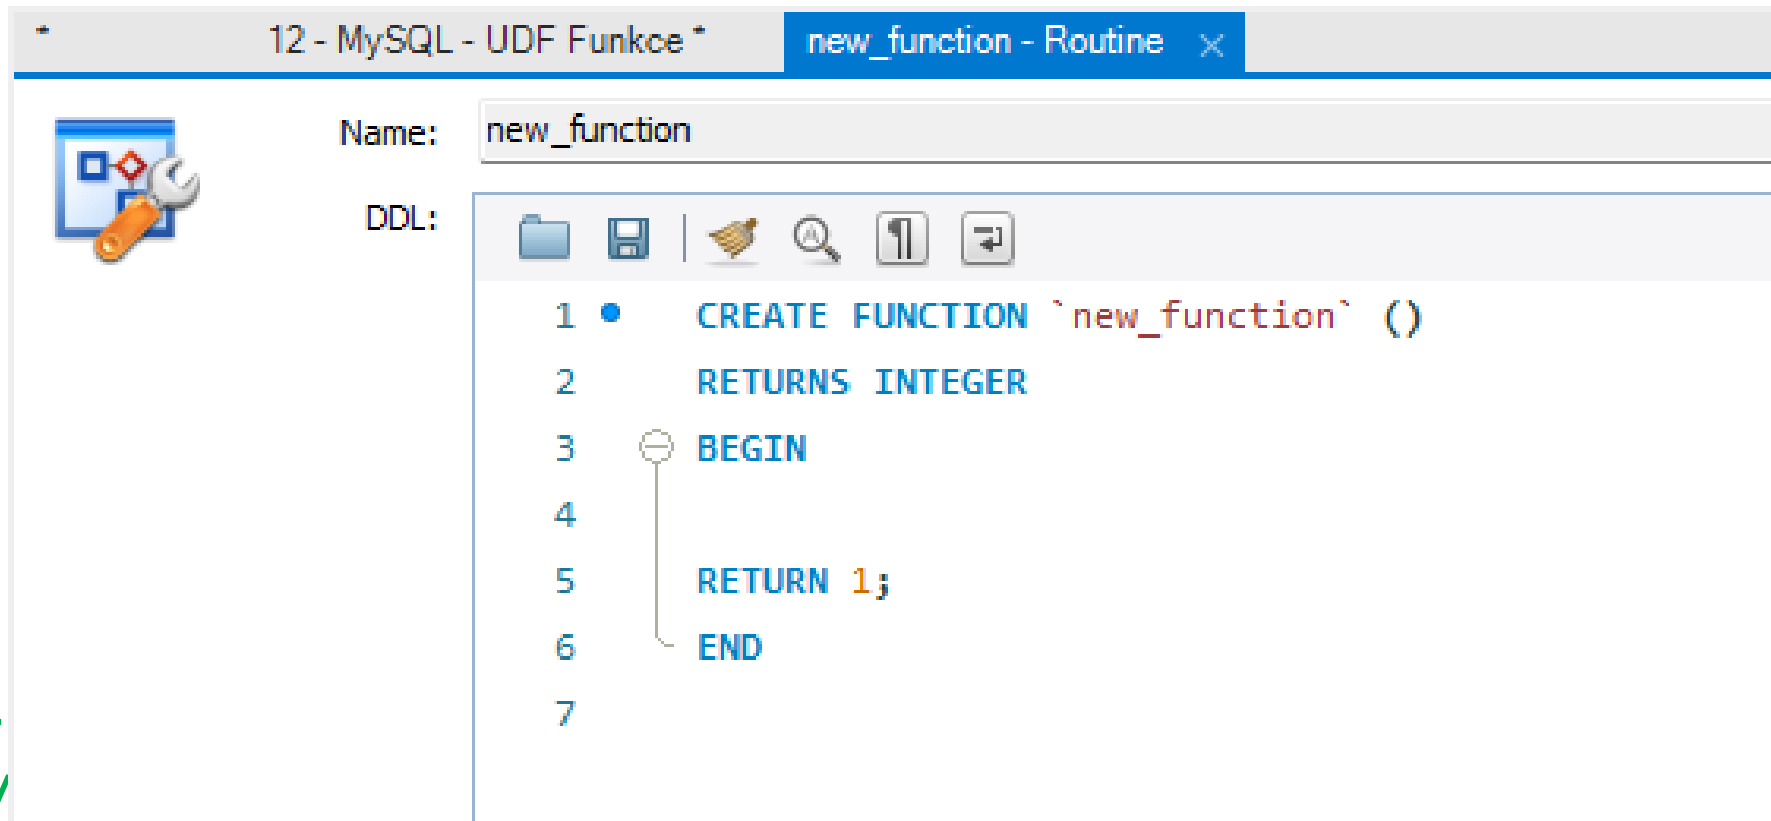 * 12 - MySQL - UDF Funkce * new_function - Routine ×
Name: new_function
DDL:
1 CREATE FUNCTION `new_function` ()
2 RETURNS INTEGER
3 BEGIN
4
5 RETURN 1;
6 END
7